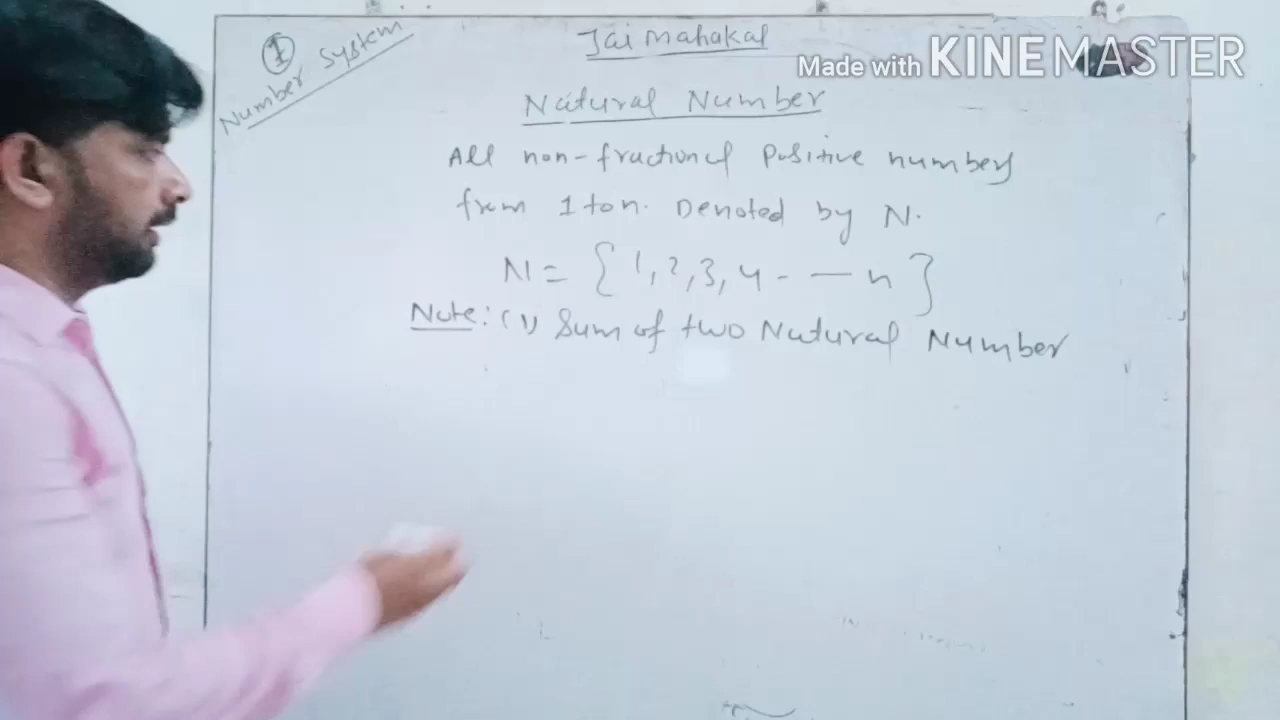 Jai Mahakal
Made with KINEMASTER
① Number System
Natural Number
All non-fractional positive numbers
from 1 to n. Denoted by N.
N = { 1, 2, 3, 4 - — n }
Note: (1) Sum of two Natural Number